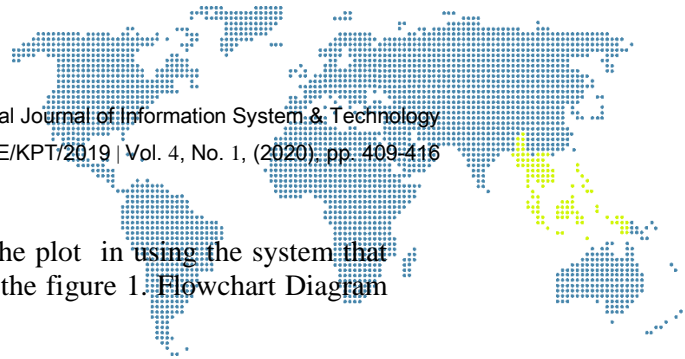 al Journal of Information System & Technology
E/KPT/2019 | Vol. 4, No. 1, (2020), pp. 409-416
he plot in using the system that
the figure 1. Flowchart Diagram